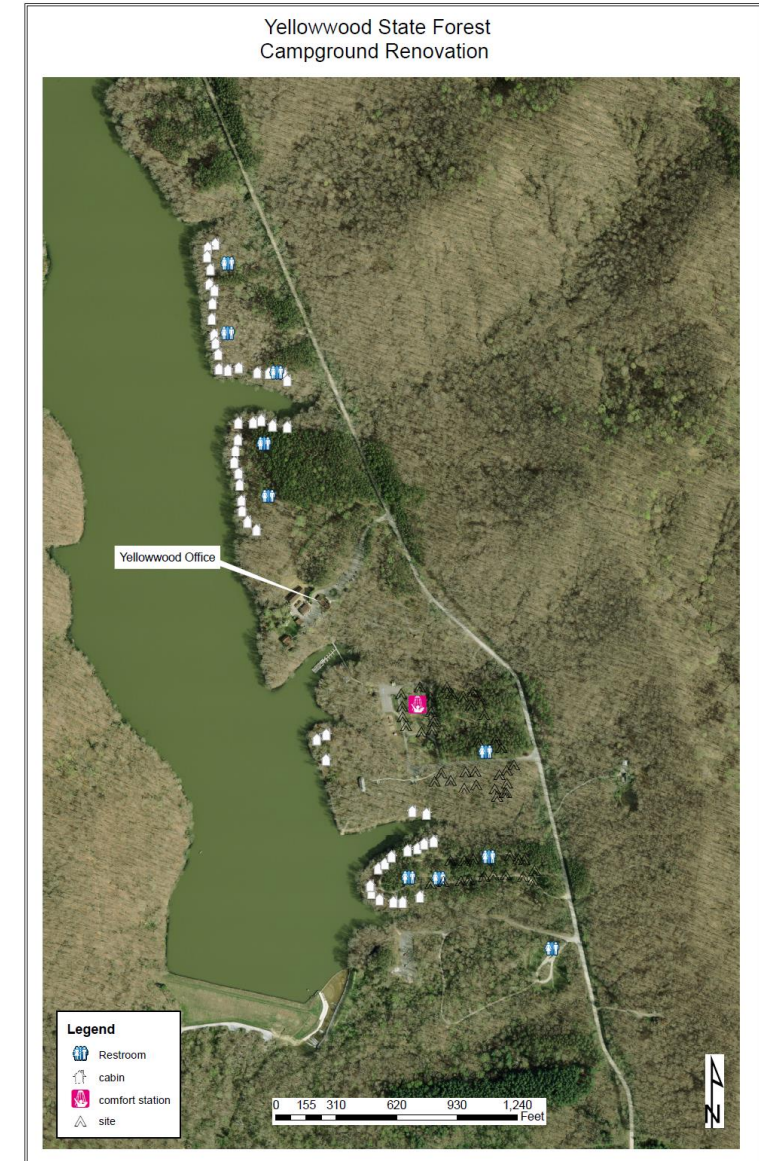 Yellowwood State Forest
Campground Renovation
Yellowwood Office
Legend
Restroom
cabin
comfort station
site
0 155 310 620 930 1,240
Feet
N